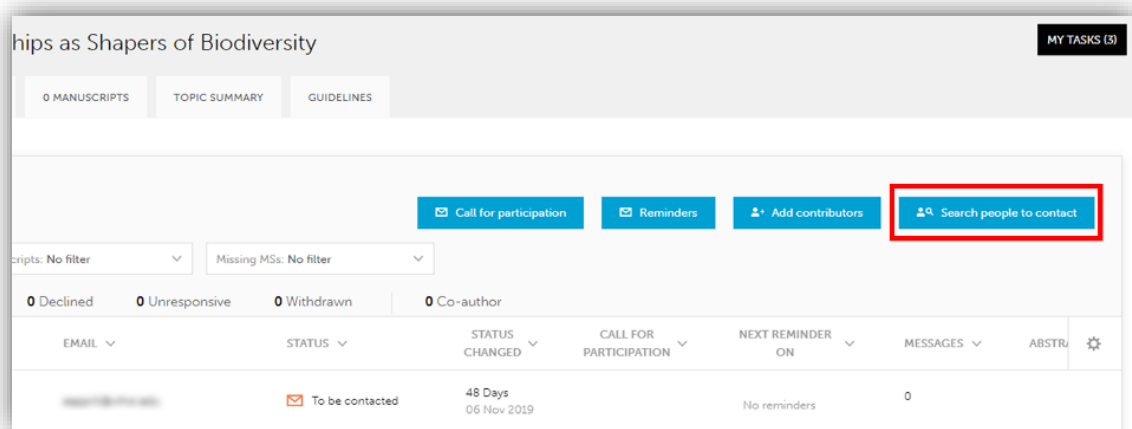 hips as Shapers of Biodiversity
MY TASKS (3)
0 MANUSCRIPTS TOPIC SUMMARY GUIDELINES
Call for participation Reminders Add contributors Search people to contact
cripts: No filter Missing MSs: No filter
0 Declined 0 Unresponsive 0 Withdrawn 0 Co-author
EMAIL STATUS STATUS CHANGED CALL FOR PARTICIPATION NEXT REMINDER ON MESSAGES ABSTRA
To be contacted 48 Days 0
06 Nov 2019 No reminders